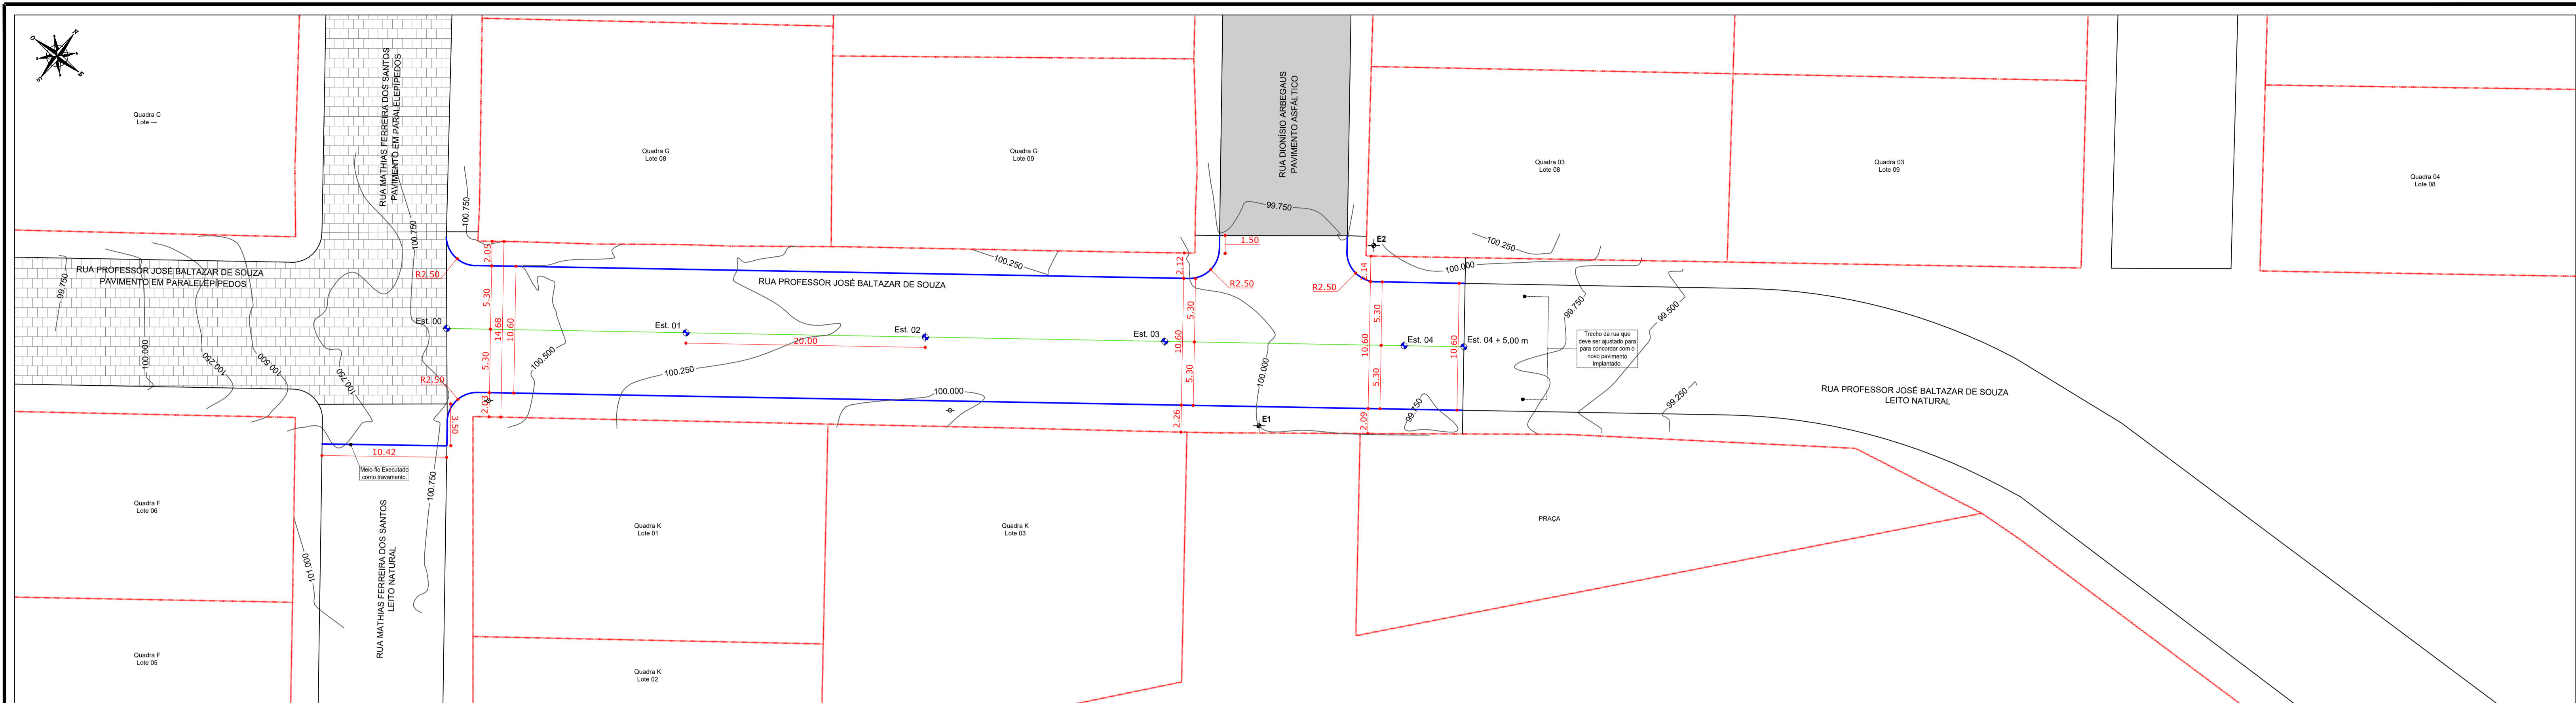 N
O
S
E
Quadra C
Lote ---
RUA MATHIAS FERREIRA DOS SANTOS
PAVIMENTO EM PARALELEPÍPEDOS
Quadra G
Lote 08
Quadra G
Lote 09
RUA DIONÍSIO ARBEGAUS
PAVIMENTO ASFÁLTICO
Quadra 03
Lote 08
Quadra 03
Lote 09
Quadra 04
Lote 08
100.750
100.750
99.750
E2
1.50
2.05
2.12
2.14
100.250
100.250
100.000
RUA PROFESSOR JOSÉ BALTAZAR DE SOUZA
PAVIMENTO EM PARALELEPÍPEDOS
R2.50
RUA PROFESSOR JOSÉ BALTAZAR DE SOUZA
R2.50
R2.50
99.750
5.30
5.30
5.30
99.750
99.500
Est. 00
14.68
10.60
Est. 01
Est. 02
Est. 03
Est. 04
Est. 04 + 5,00 m
20.00
10.60
10.60
10.60
Trecho da rua que
deve ser ajustado para
para concordar com o
novo pavimento
implantado.
100.000
100.250
100.500
100.750
5.30
100.500
100.250
5.30
100.000
5.30
R2.50
100.000
99.750
99.250
RUA PROFESSOR JOSÉ BALTAZAR DE SOUZA
LEITO NATURAL
2.03
3.50
2.26
E1
2.09
10.42
Meio-fio Executado
como travamento.
100.750
Quadra F
Lote 06
101.000
RUA MATHIAS FERREIRA DOS SANTOS
LEITO NATURAL
Quadra K
Lote 01
Quadra K
Lote 03
PRAÇA
Quadra F
Lote 05
Quadra K
Lote 02